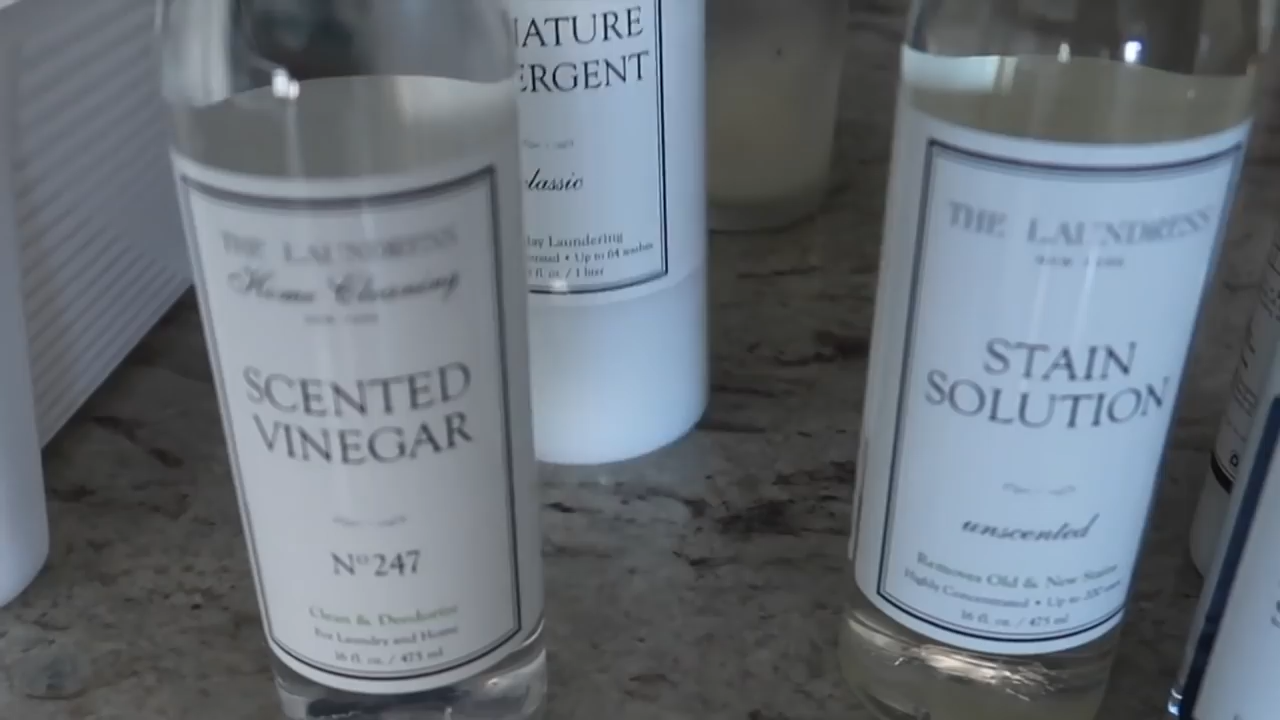 THE LAUNDRESS
Home Cleaning
SCENTED
VINEGAR
Nº247
Clean & Deodorize
For Laundry and Home
16 fl. oz. / 475 ml
NATURE
ERGENT
classic
day Laundering
Up to 64 washes
fl. oz. / 1 liter
THE LAUNDRESS
STAIN
SOLUTION
unscented
Removes Old & New Stains
Highly Concentrated • Up to
16 fl. oz. / 475 ml